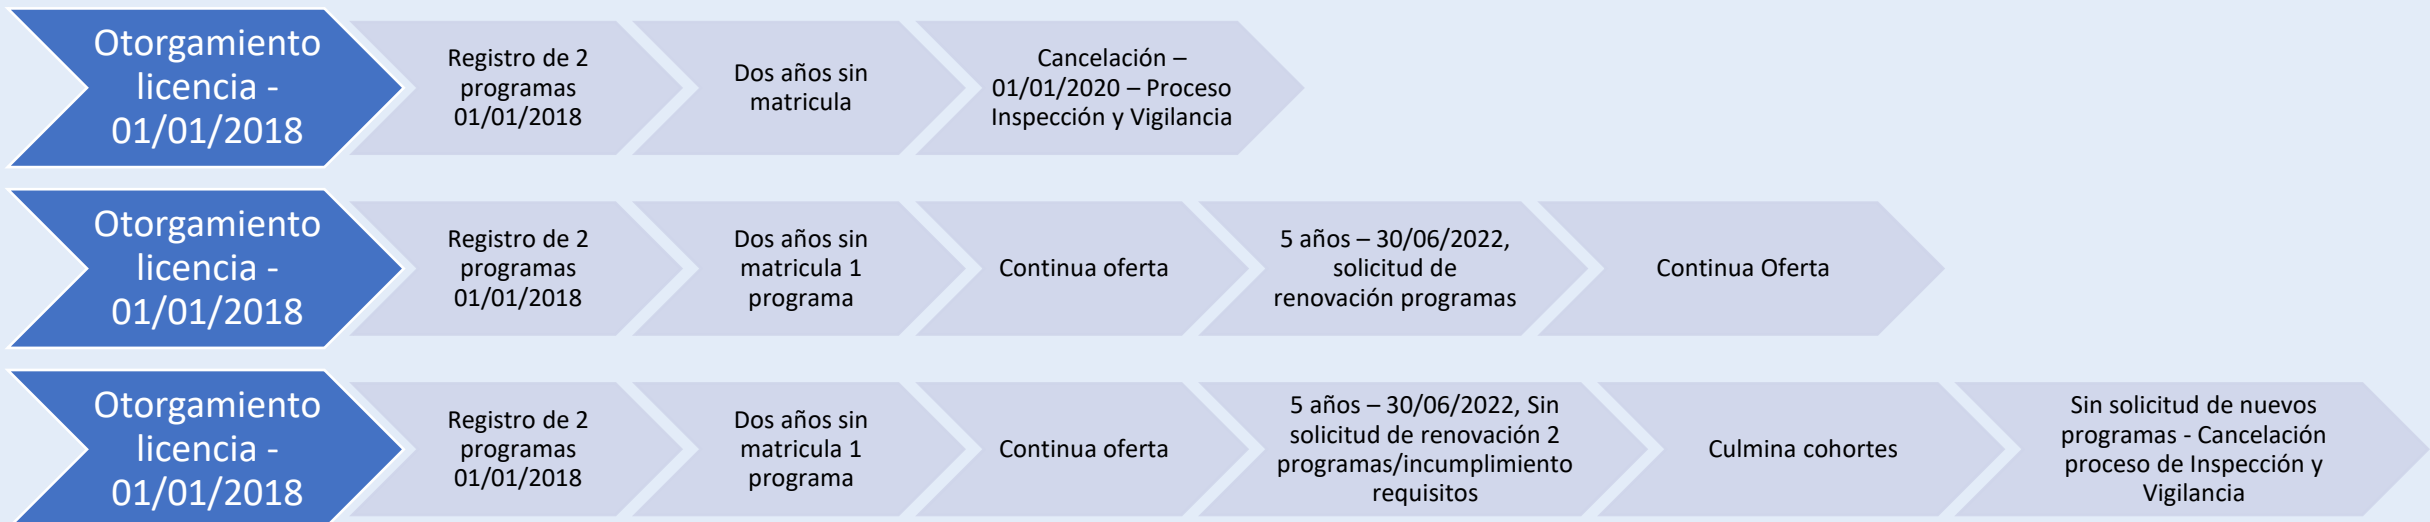 Otorgamiento
licencia -
01/01/2018
Registro de 2
programas
01/01/2018
Dos años sin
matricula
Cancelación –
01/01/2020 – Proceso
Inspección y Vigilancia
Otorgamiento
licencia -
01/01/2018
Registro de 2
programas
01/01/2018
Dos años sin
matricula 1
programa
Continua oferta
5 años – 30/06/2022,
solicitud de
renovación programas
Continua Oferta
Otorgamiento
licencia -
01/01/2018
Registro de 2
programas
01/01/2018
Dos años sin
matricula 1
programa
Continua oferta
5 años – 30/06/2022, Sin
solicitud de renovación 2
programas/incumplimiento
requisitos
Culmina cohortes
Sin solicitud de nuevos
programas - Cancelación
proceso de Inspección y
Vigilancia